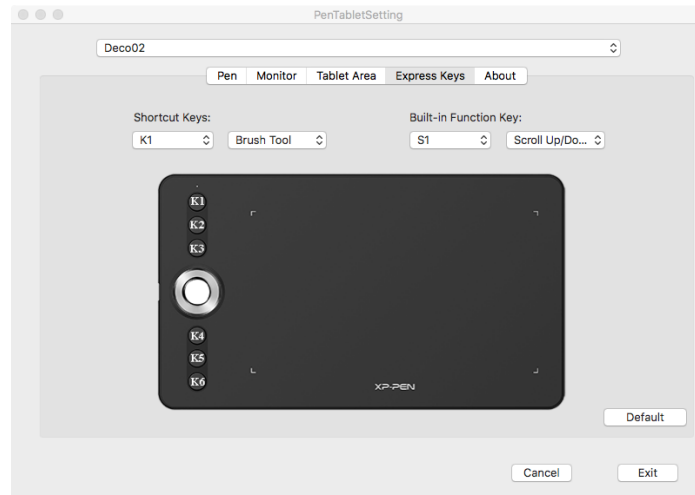 PenTabletSetting
Deco02
Pen Monitor Tablet Area Express Keys About
Shortcut Keys: Built-in Function Key:
K1 Brush Tool S1 Scroll Up/Do...
K1
K2
K3
K4
K5
K6
XP-PEN
Default
Cancel Exit